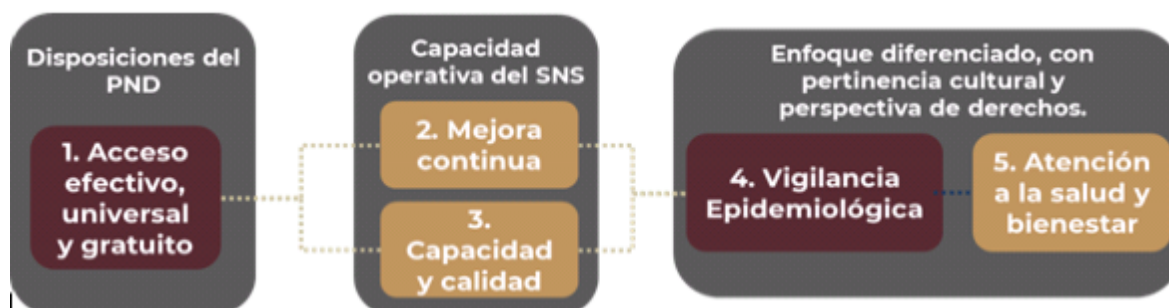 Disposiciones del
PND
1. Acceso
efectivo,
universal
y gratuito
Capacidad
operativa del SNS
2. Mejora
continua
3.
Capacidad
y calidad
Enfoque diferenciado, con
pertinencia cultural y
perspectiva de derechos.
4. Vigilancia
Epidemiológica
5. Atención
a la salud y
bienestar